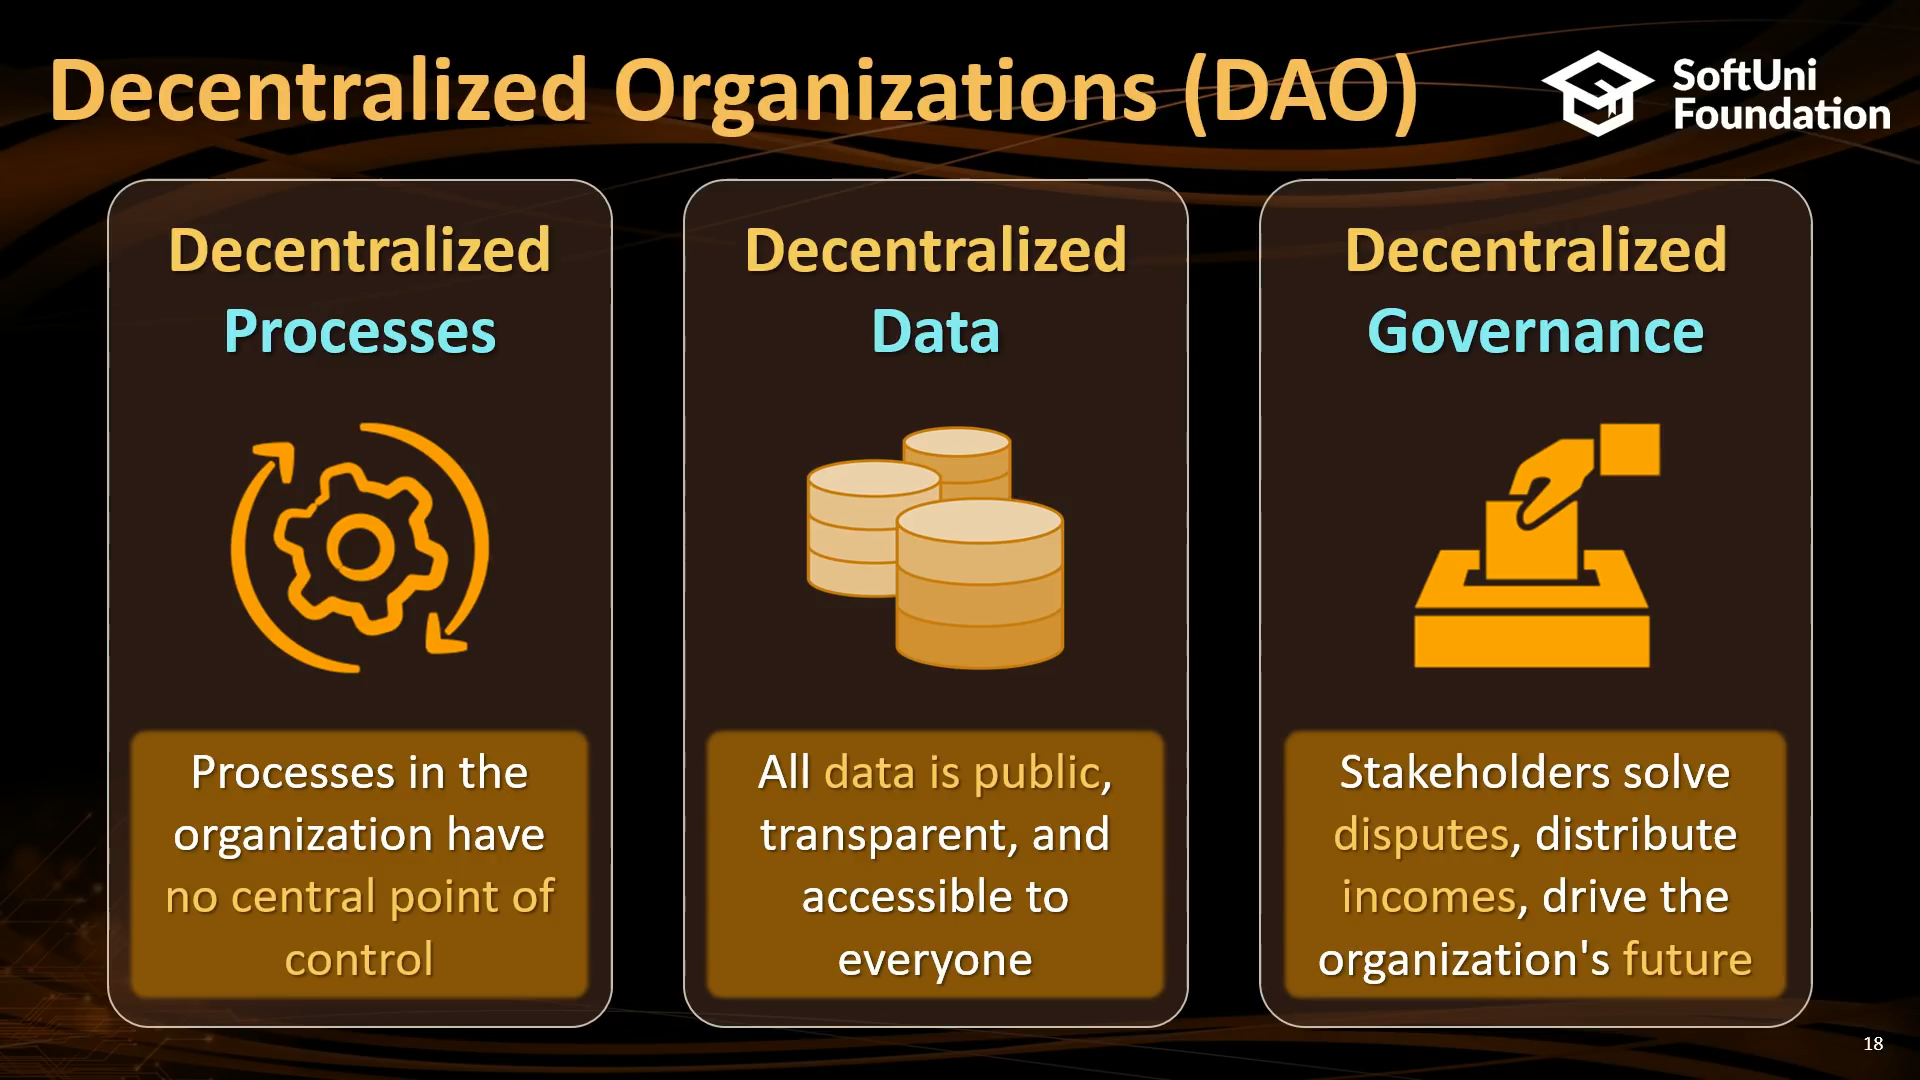 Decentralized Organizations (DAO)
SoftUni
Foundation
Decentralized
Processes
Processes in the
organization have
no central point of
control
Decentralized
Data
All data is public,
transparent, and
accessible to
everyone
Decentralized
Governance
Stakeholders solve
disputes, distribute
incomes, drive the
organization's future
18